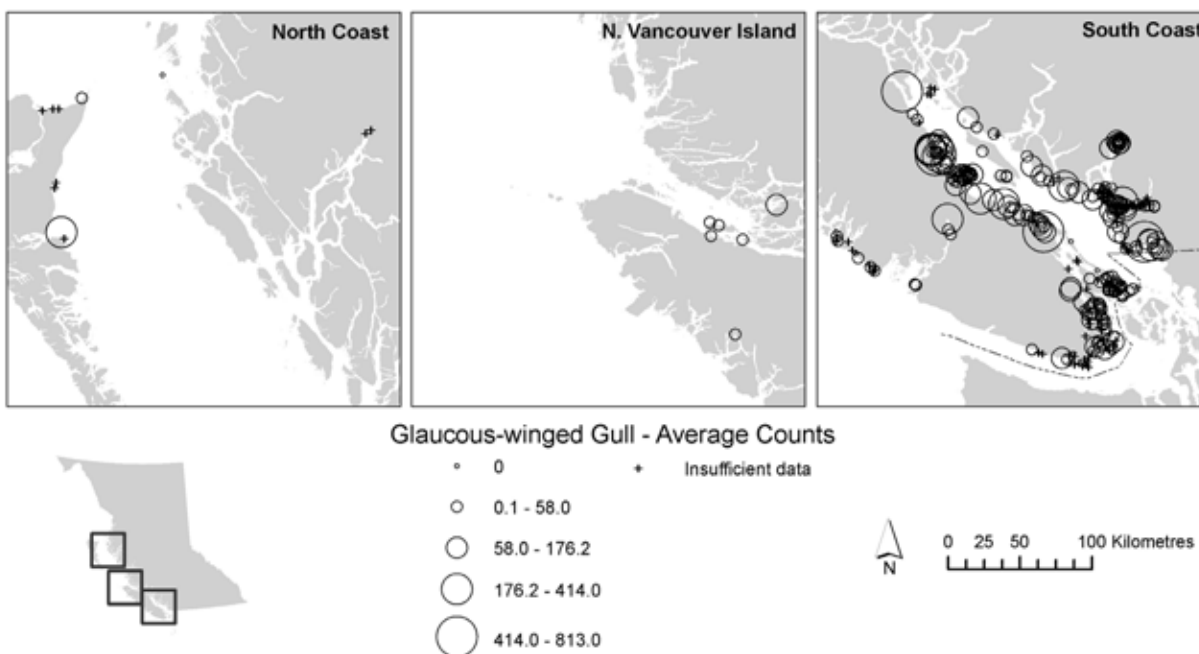 North Coast
N. Vancouver Island
South Coast
Glaucous-winged Gull - Average Counts
0
Insufficient data
0.1 - 58.0
58.0 - 176.2
176.2 - 414.0
414.0 - 813.0
N
0 25 50 100 Kilometres